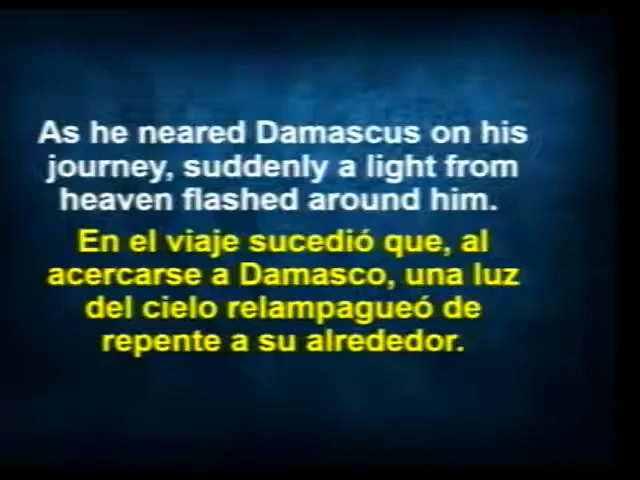 As he neared Damascus on his
journey, suddenly a light from
heaven flashed around him.
En el viaje sucedió que, al
acercarse a Damasco, una luz
del cielo relampagueó de
repente a su alrededor.